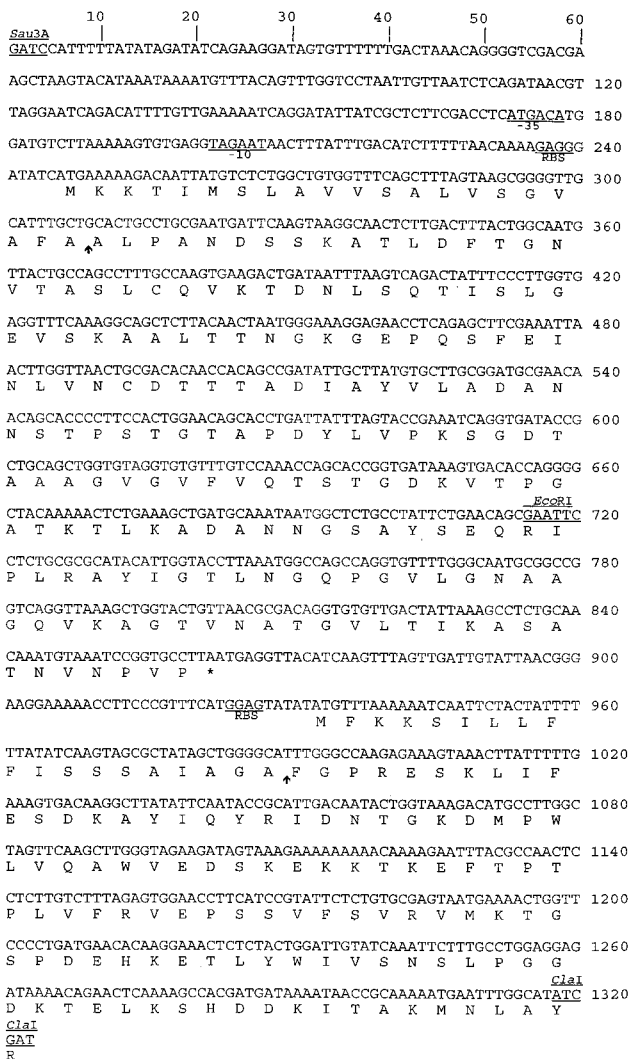 10 20 30 40 50 60
Sau3A
GATCCATTTTTATATAGATATCAGAAGGATAGTGTTTTTTGACTAAACAGGGGTCGACGA
AGCTAAGTACATAAATAAAATGTTTACAGTTTGGTCCTAATTGTTAATCTCAGATAACGT 120
TAGGAATCAGACATTTTGTTGAAAAATCAGGATATTATCGCTCTTCGACCTCATGACATG 180
-35
GATGTCTTAAAAAGTGTGAGGTAGAATAACTTTATTTGACATCTTTTTAACAAAAGAGGG 240
-10 RBS
ATATCATGAAAAAGACAATTATGTCTCTGGCTGTGGTTTCAGCTTTAGTAAGCGGGGTTG 300
M K K T I M S L A V V S A L V S G V
CATTTGCTGCACTGCCTGCGAATGATTCAAGTAAGGCAACTCTTGACTTTACTGGCAATG 360
A F A A L P A N D S S K A T L D F T G N
TTACTGCCAGCCTTTGCCAAGTGAAGACTGATAATTTAAGTCAGACTATTTCCCTTGGTG 420
V T A S L C Q V K T D N L S Q T I S L G
AGGTTTCAAAGGCAGCTCTTACAACTAATGGGAAAGGAGAACCTCAGAGCTTCGAAATTA 480
E V S K A A L T T N G K G E P Q S F E I
ACTTGGTTAACTGCGACACAACCACAGCCGATATTGCTTATGTGCTTGCGGATGCGAACA 540
N L V N C D T T T A D I A Y V L A D A N
ACAGCACCCCTTCCACTGGAACAGCACCTGATTATTTAGTACCGAAATCAGGTGATACCG 600
N S T P S T G T A P D Y L V P K S G D T
CTGCAGCTGGTGTAGGTGTGTTTGTCCAAACCAGCACCGGTGATAAAGTGACACCAGGGG 660
A A A G V G V F V Q T S T G D K V T P G
EcoRI
CTACAAAAACTCTGAAAGCTGATGCAAATAATGGCTCTGCCTATTCTGAACAGCGAATTC 720
A T K T L K A D A N N G S A Y S E Q R I
CTCTGCGCGCATACATTGGTACCTTAAATGGCCAGCCAGGTGTTTTGGGCAATGCGGCCG 780
P L R A Y I G T L N G Q P G V L G N A A
GTCAGGTTAAAGCTGGTACTGTTAACGCGACAGGTGTGTTGACTATTAAAGCCTCTGCAA 840
G Q V K A G T V N A T G V L T I K A S A
CAAATGTAAATCCGGTGCCTTAATGAGGTTACATCAAGTTTAGTTGATTGTATTAACGGG 900
T N V N P V P *
AAGGAAAAACCTTCCCGTTTCATGGAGTATATATGTTTAAAAAATCAATTCTACTATTTT 960
RBS M F K K S I L L F
TTATATCAAGTAGCGCTATAGCTGGGGCATTTGGGCCAAGAGAAAGTAAACTTATTTTTG 1020
F I S S S A I A G A F G P R E S K L I F
AAAGTGACAAGGCTTATATTCAATACCGCATTGACAATACTGGTAAAGACATGCCTTGGC 1080
E S D K A Y I Q Y R I D N T G K D M P W
TAGTTCAAGCTTGGGTAGAAGATAGTAAAGAAAAAAAAACAAAAGAATTTACGCCAACTC 1140
L V Q A W V E D S K E K K T K E F T P T
CTCTTGTCTTTAGAGTGGAACCTTCATCCGTATTCTCTGTGCGAGTAATGAAAACTGGTT 1200
P L V F R V E P S S V F S V R V M K T G
CCCCTGATGAACACAAGGAAACTCTCTACTGGATTGTATCAAATTCTTTGCCTGGAGGAG 1260
S P D E H K E T L Y W I V S N S L P G G
ClaI
ATAAAACAGAACTCAAAAGCCACGATGATAAAATAACCGCAAAAATGAATTTGGCATATC 1320
D K T E L K S H D D K I T A K M N L A Y
ClaI
GAT
R